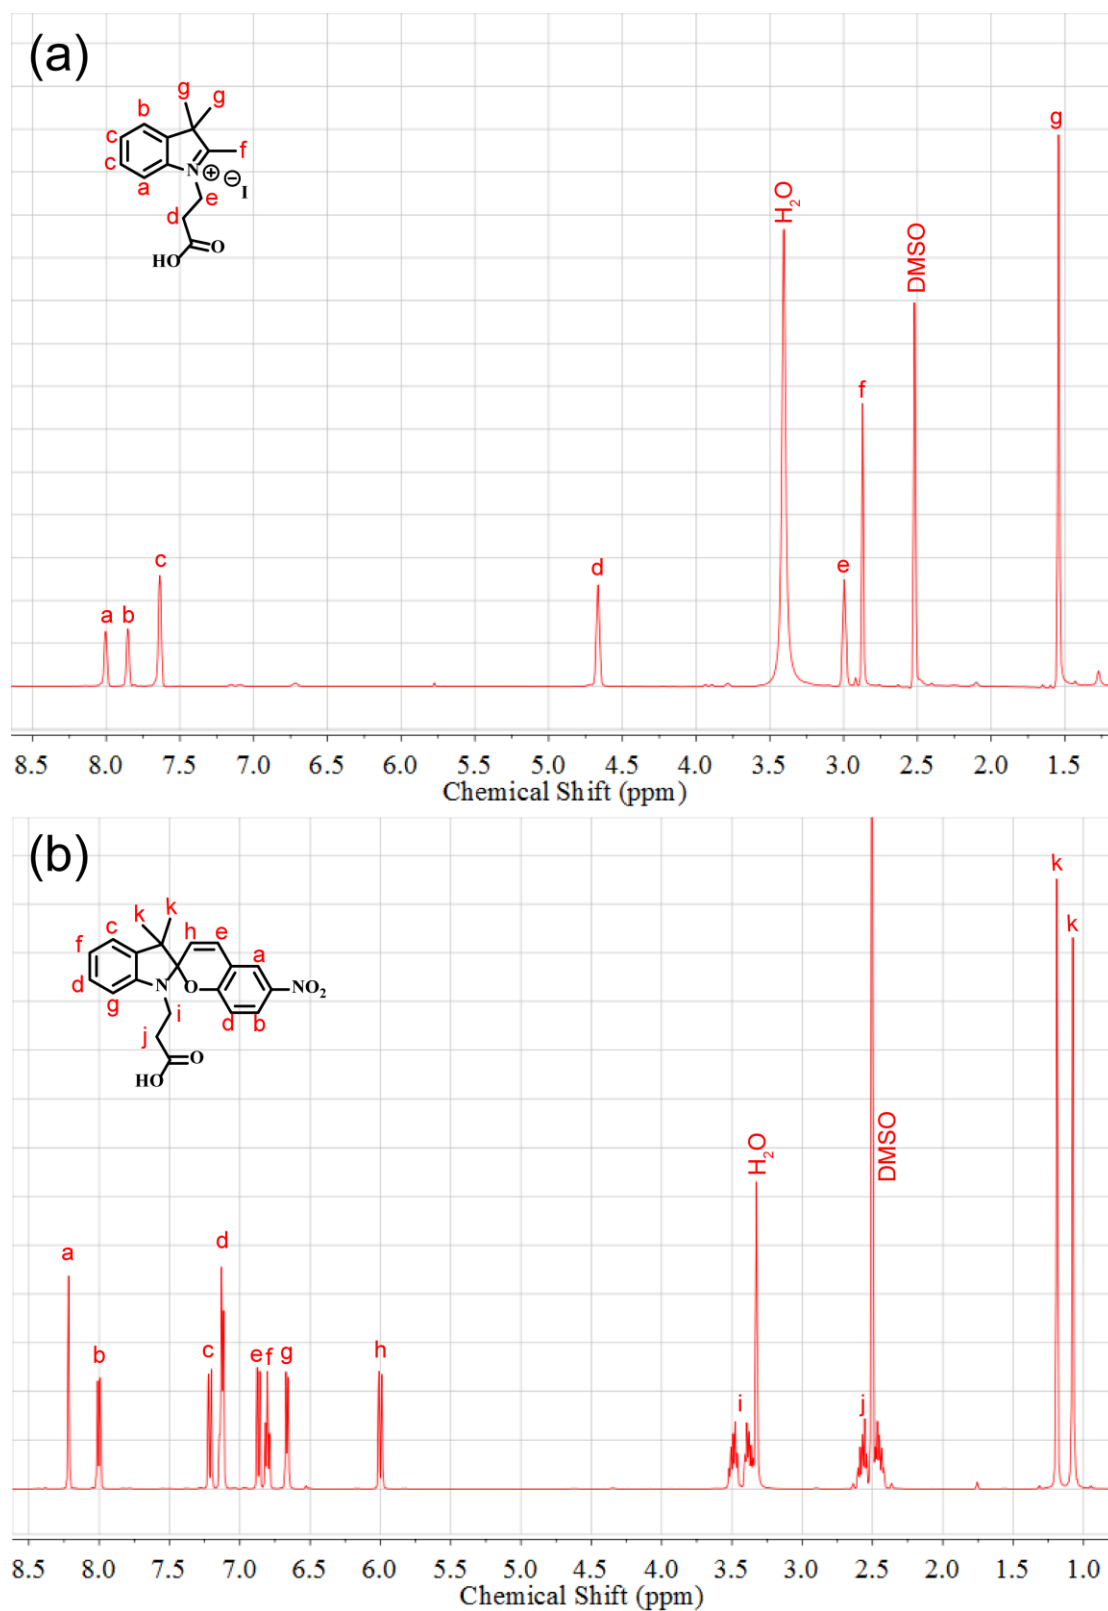 (a)
g g
b
c
f
c
N ⊕ ⊖ I
a
e
d
O
HO
H2O
DMSO
g
f
e
d
c
a b
8.5 8.0 7.5 7.0 6.5 6.0 5.5 5.0 4.5 4.0 3.5 3.0 2.5 2.0 1.5
Chemical Shift (ppm)
(b)
k k
c h e
f a
d N O NO2
g i d b
j
O
HO
k
k
H2O
DMSO
a
d
b
c
e f g
h
i
j
8.5 8.0 7.5 7.0 6.5 6.0 5.5 5.0 4.5 4.0 3.5 3.0 2.5 2.0 1.5 1.0
Chemical Shift (ppm)